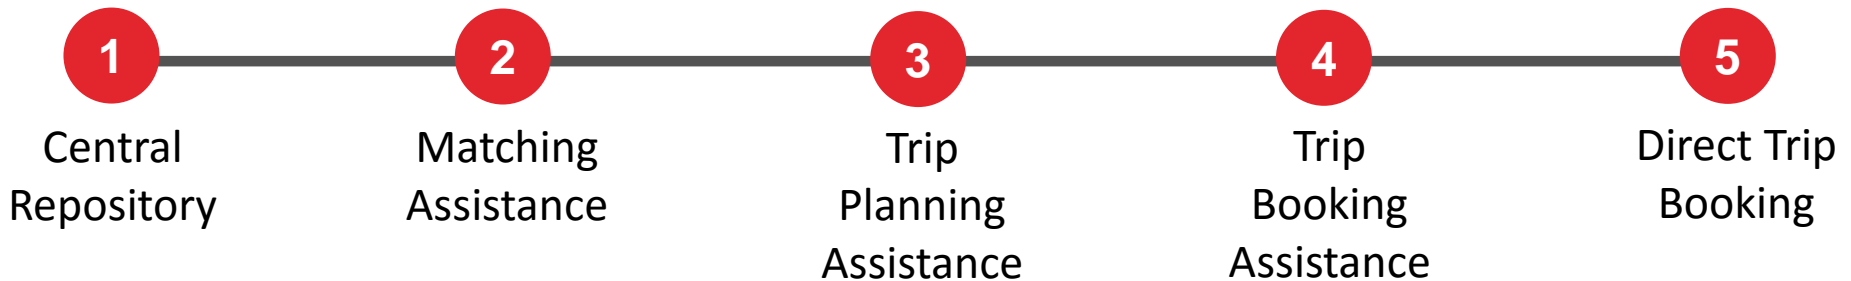 1
Central
Repository
2
Matching
Assistance
3
Trip
Planning
Assistance
4
Trip
Booking
Assistance
5
Direct Trip
Booking